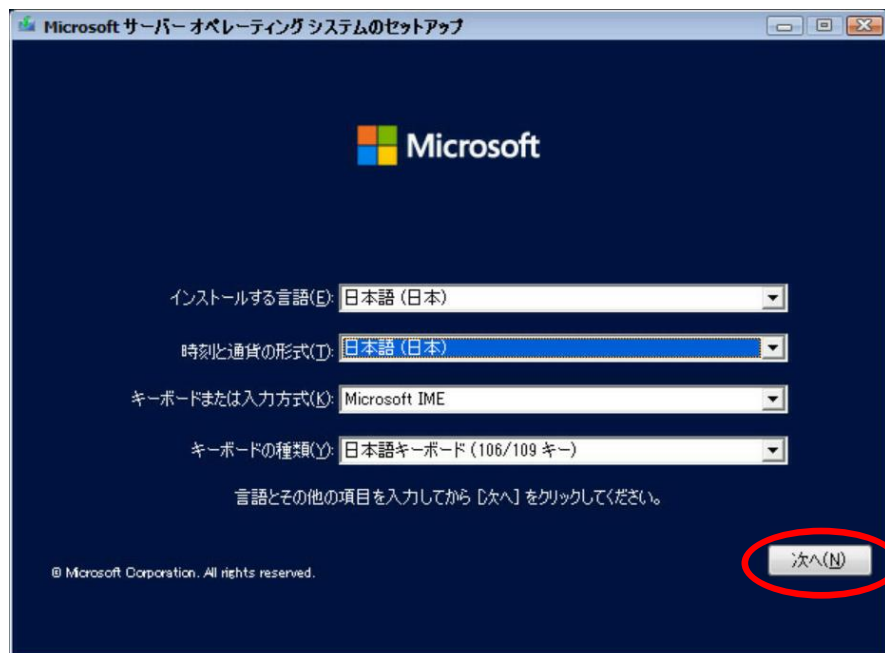 Microsoft サーバー オペレーティング システムのセットアップ
Microsoft
インストールする言語(E): 日本語 (日本)
時刻と通貨の形式(T): 日本語 (日本)
キーボードまたは入力方式(K): Microsoft IME
キーボードの種類(Y): 日本語キーボード (106/109 キー)
言語とその他の項目を入力してから [次へ] をクリックしてください。
次へ(N)
© Microsoft Corporation. All rights reserved.